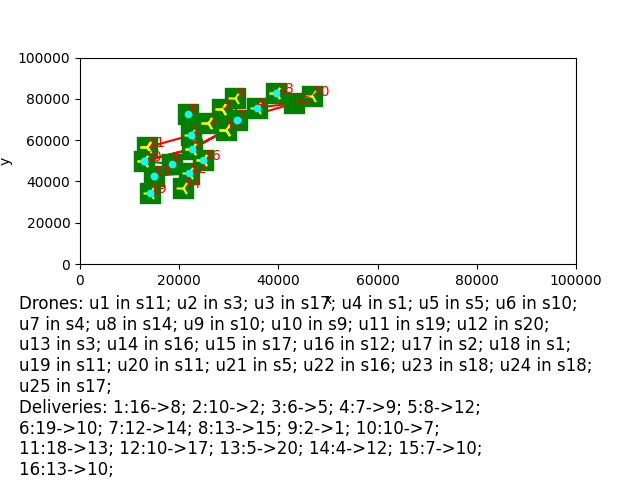 100000
80000
60000
40000
20000
0
y
0 20000 40000 60000 80000 100000
x
Drones: u1 in s11; u2 in s3; u3 in s17; u4 in s1; u5 in s5; u6 in s10;
u7 in s4; u8 in s14; u9 in s10; u10 in s9; u11 in s19; u12 in s20;
u13 in s3; u14 in s16; u15 in s17; u16 in s12; u17 in s2; u18 in s1;
u19 in s11; u20 in s11; u21 in s5; u22 in s16; u23 in s18; u24 in s18;
u25 in s17;
Deliveries: 1:16->8; 2:10->2; 3:6->5; 4:7->9; 5:8->12;
6:19->10; 7:12->14; 8:13->15; 9:2->1; 10:10->7;
11:18->13; 12:10->17; 13:5->20; 14:4->12; 15:7->10;
16:13->10;